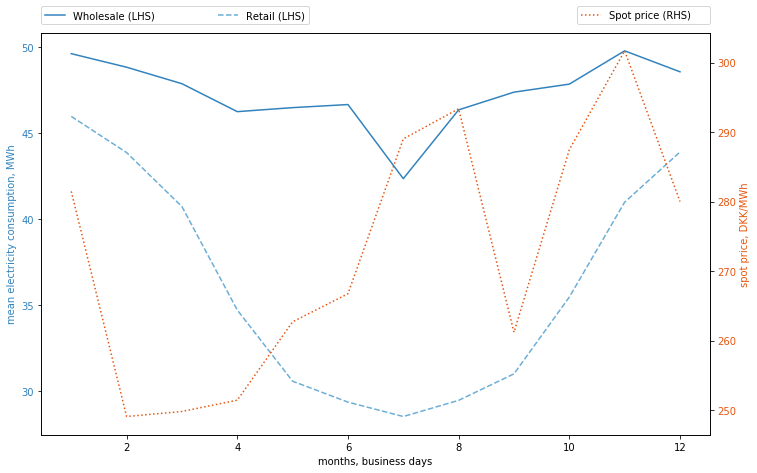 Wholesale (LHS)
Retail (LHS)
Spot price (RHS)
50
45
40
35
30
mean electricity consumption, MWh
300
290
280
270
260
250
spot price, DKK/MWh
2
4
6
8
10
12
months, business days